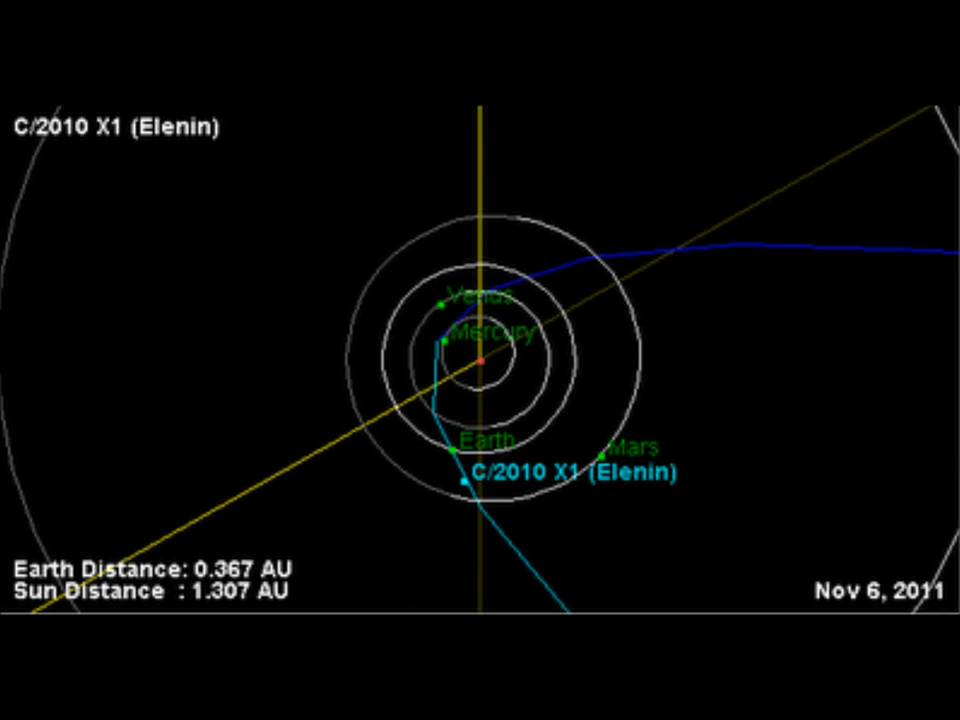 C/2010 X1 (Elenin)
Venus
Mercury
Earth
Mars
C/2010 X1 (Elenin)
Earth Distance: 0.367 AU
Sun Distance : 1.307 AU
Nov 6, 2011